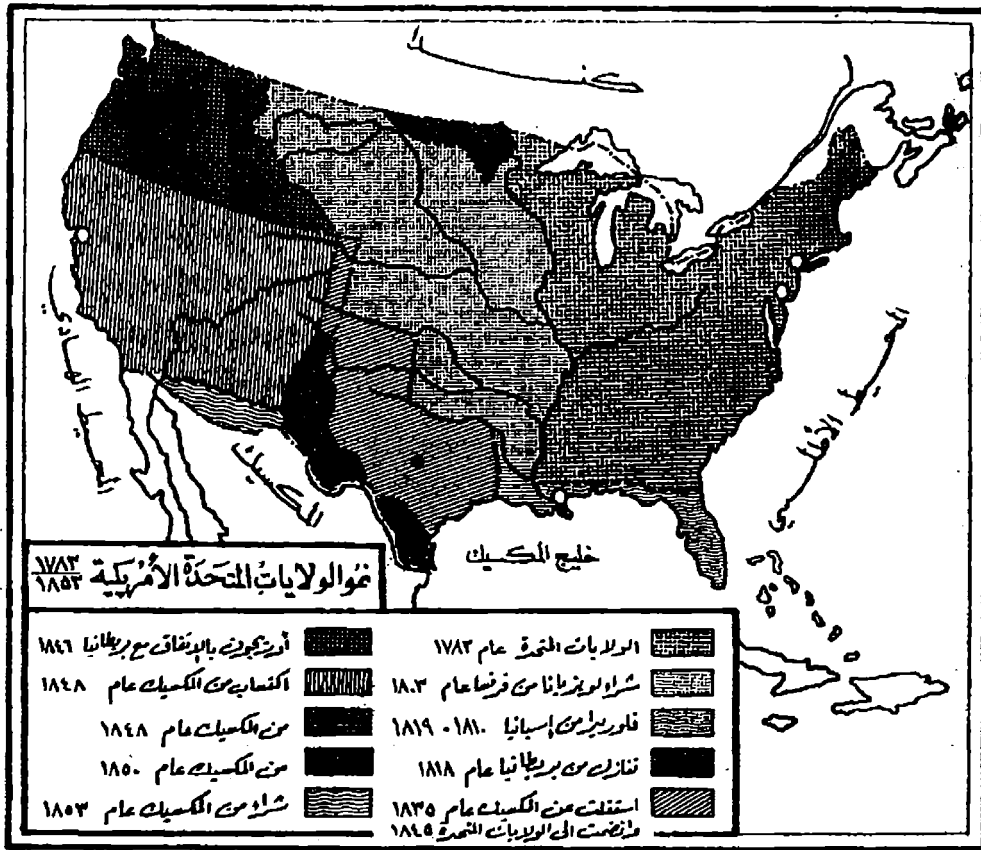 كندا
المحيط الأطلسي
المحيط الهادي
المكسيك
خليج المكسيك
نمو الولايات المتحدة الأمريكية ١٧٨٣
١٨٥٣
الولايات المتحدة عام ١٧٨٣
شراء لويزيانا من فرنسا عام ١٨٠٣
فلوريدا من إسبانيا ١٨١٠ - ١٨١٩
تنازل من بريطانيا عام ١٨١٨
استقلت عن المكسيك عام ١٨٣٥
وانضمت الى الولايات المتحدة ١٨٤٥
أوريجون بالإتفاق مع بريطانيا ١٨٤٦
اكتساب من المكسيك عام ١٨٤٨
من المكسيك عام ١٨٤٨
من المكسيك عام ١٨٥٠
شراء من المكسيك عام ١٨٥٣